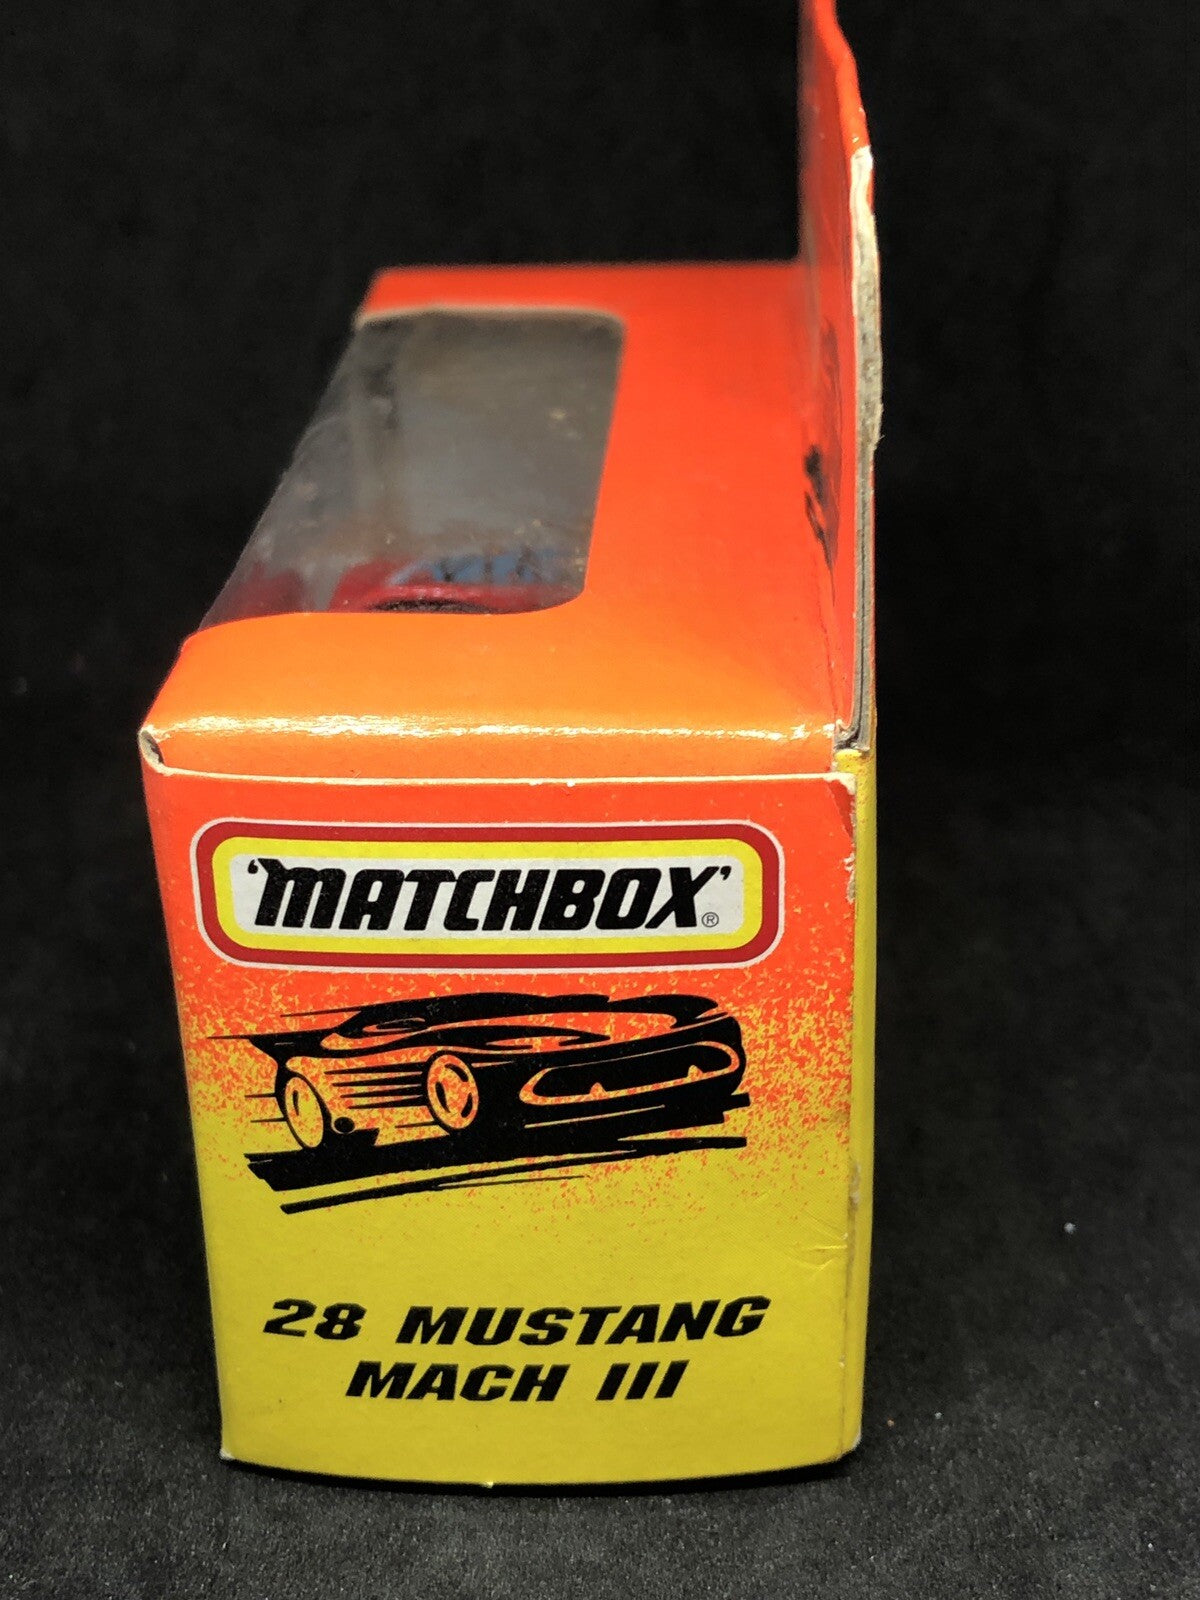 'MATCHBOX'®
28 MUSTANG
MACH III